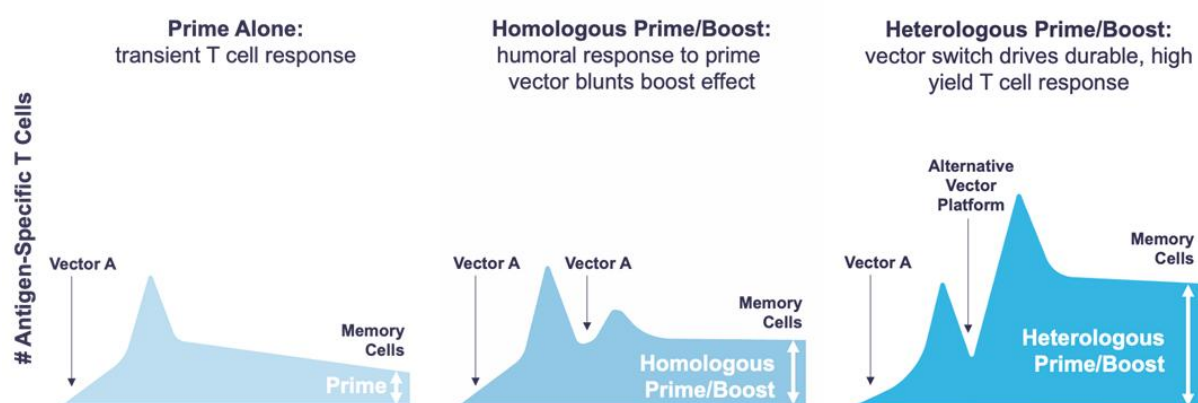 Prime Alone:
transient T cell response
Homologous Prime/Boost:
humoral response to prime
vector blunts boost effect
Heterologous Prime/Boost:
vector switch drives durable, high
yield T cell response
# Antigen-Specific T Cells
Vector A
Memory
Cells
Prime
Vector A
Vector A
Memory
Cells
Homologous
Prime/Boost
Vector A
Alternative
Vector
Platform
Memory
Cells
Heterologous
Prime/Boost